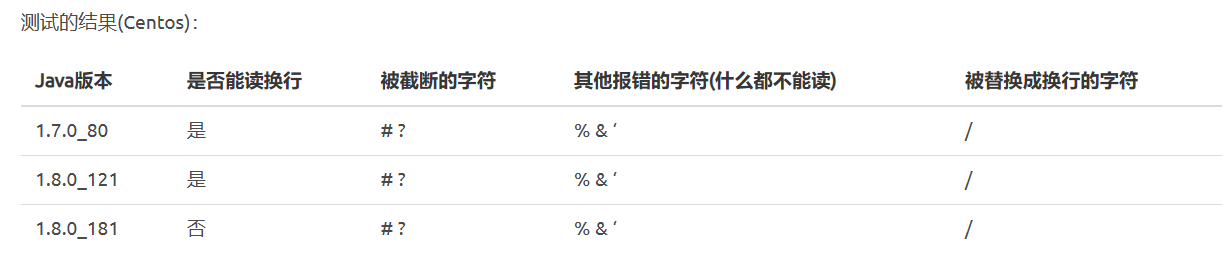 测试的结果(Centos)：
Java版本 是否能读换行 被截断的字符 其他报错的字符(什么都不能读) 被替换成换行的字符
1.7.0_80 是 # ? % & ‘ /
1.8.0_121 是 # ? % & ‘ /
1.8.0_181 否 # ? % & ‘ /